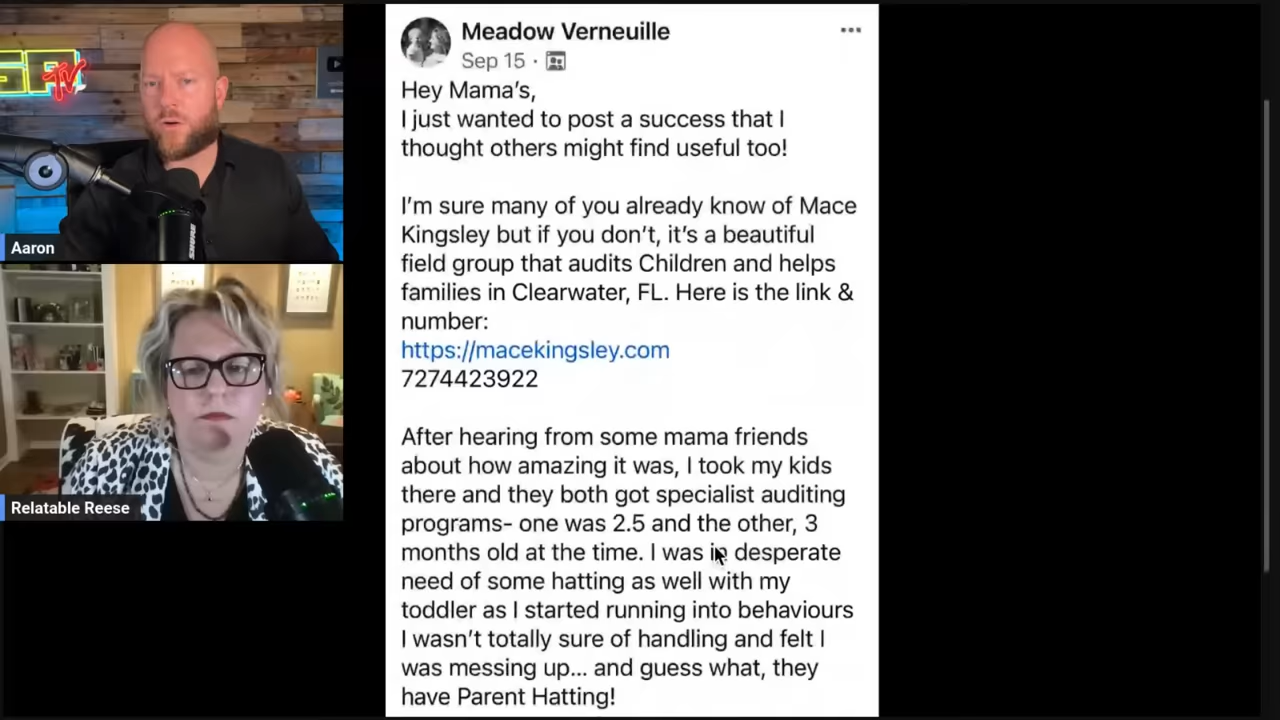 TV
Aaron
Relatable Reese
SHURE
Meadow Verneuille
Sep 15 ·
Hey Mama's,
I just wanted to post a success that I
thought others might find useful too!
I'm sure many of you already know of Mace
Kingsley but if you don't, it's a beautiful
field group that audits Children and helps
families in Clearwater, FL. Here is the link &
number:
https://macekingsley.com
7274423922
After hearing from some mama friends
about how amazing it was, I took my kids
there and they both got specialist auditing
programs- one was 2.5 and the other, 3
months old at the time. I was in desperate
need of some hatting as well with my
toddler as I started running into behaviours
I wasn't totally sure of handling and felt I
was messing up... and guess what, they
have Parent Hatting!